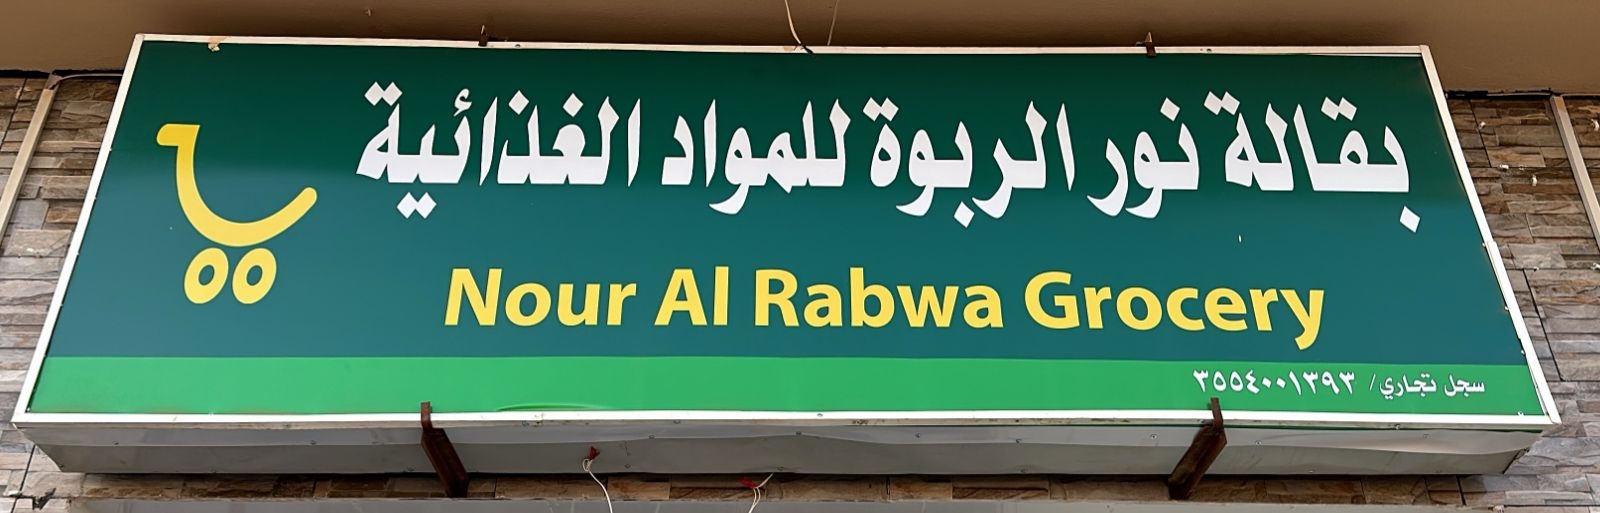 بقالة نور الربوة للمواد الغذائية
Nour Al Rabwa Grocery
سجل تجاري/ ٣٥٥٤٠٠١٣٩٣